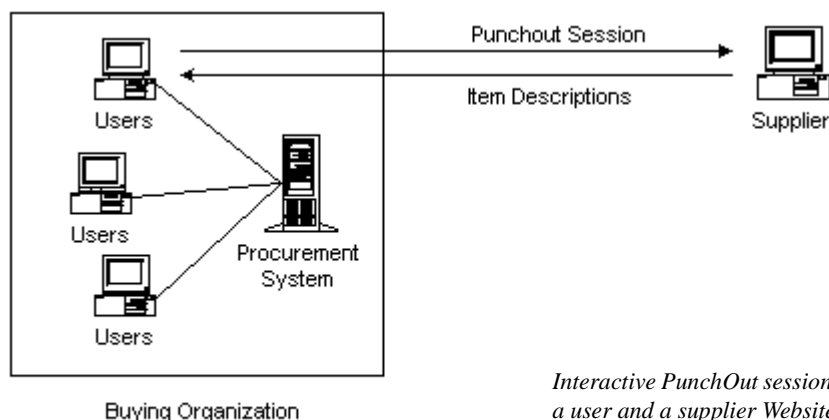 Punchout Session
Item Descriptions
Users
Supplier
Users
Procurement
System
Users
Buying Organization
Interactive PunchOut session
a user and a supplier Website